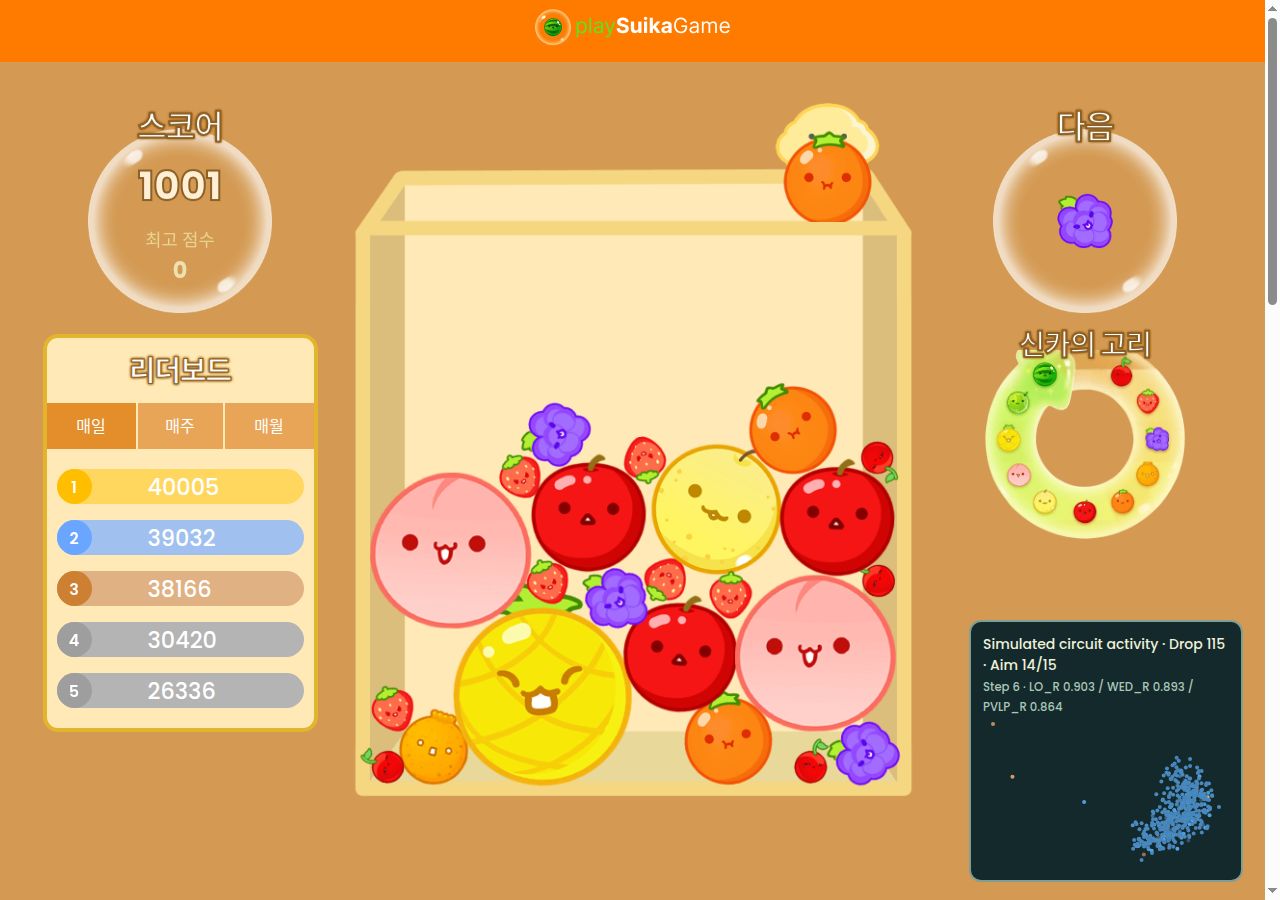 playSuikaGame
스코어
1001
최고 점수
0
리더보드
매일 매주 매월
1 40005
2 39032
3 38166
4 30420
5 26336
다음
신카의 고리
Simulated circuit activity · Drop 115
· Aim 14/15
Step 6 · LO_R 0.903 / WED_R 0.893 /
PVLP_R 0.864